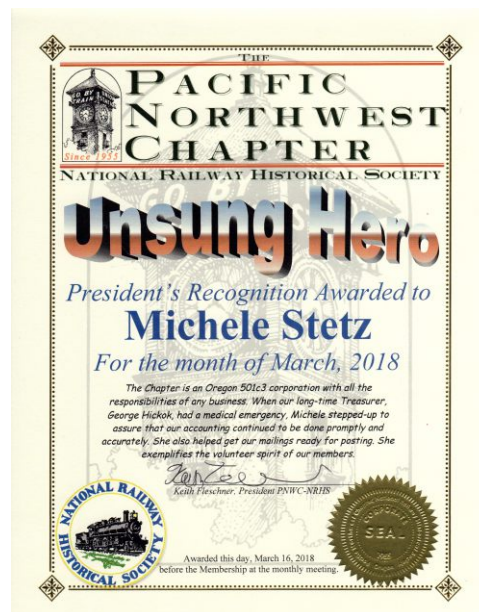 THE
PACIFIC
NORTHWEST
CHAPTER
GO BY
TRAIN
Since 1955
NATIONAL RAILWAY HISTORICAL SOCIETY
Unsung Hero
President's Recognition Awarded to
Michele Stetz
For the month of March, 2018
The Chapter is an Oregon 501c3 corporation with all the
responsibilities of any business. When our long-time Treasurer,
George Hickok, had a medical emergency, Michele stepped-up to
assure that our accounting continued to be done promptly and
accurately. She also helped get our mailings ready for posting. She
exemplifies the volunteer spirit of our members.
Keith Fleschner, President PNWC-NRHS
NATIONAL RAILWAY
HISTORICAL SOCIETY
CORPORATE
SEAL
Awarded this day, March 16, 2018
before the Membership at the monthly meeting.